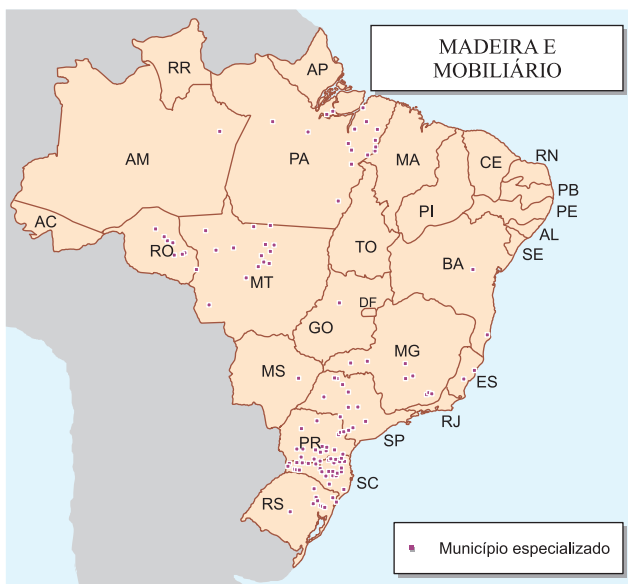 MADEIRA E
MOBILIÁRIO
RR
AP
AM
PA
MA
CE
RN
PB
PE
AL
SE
PI
AC
RO
TO
BA
MT
DF
GO
MG
MS
ES
RJ
SP
PR
SC
RS
Município especializado